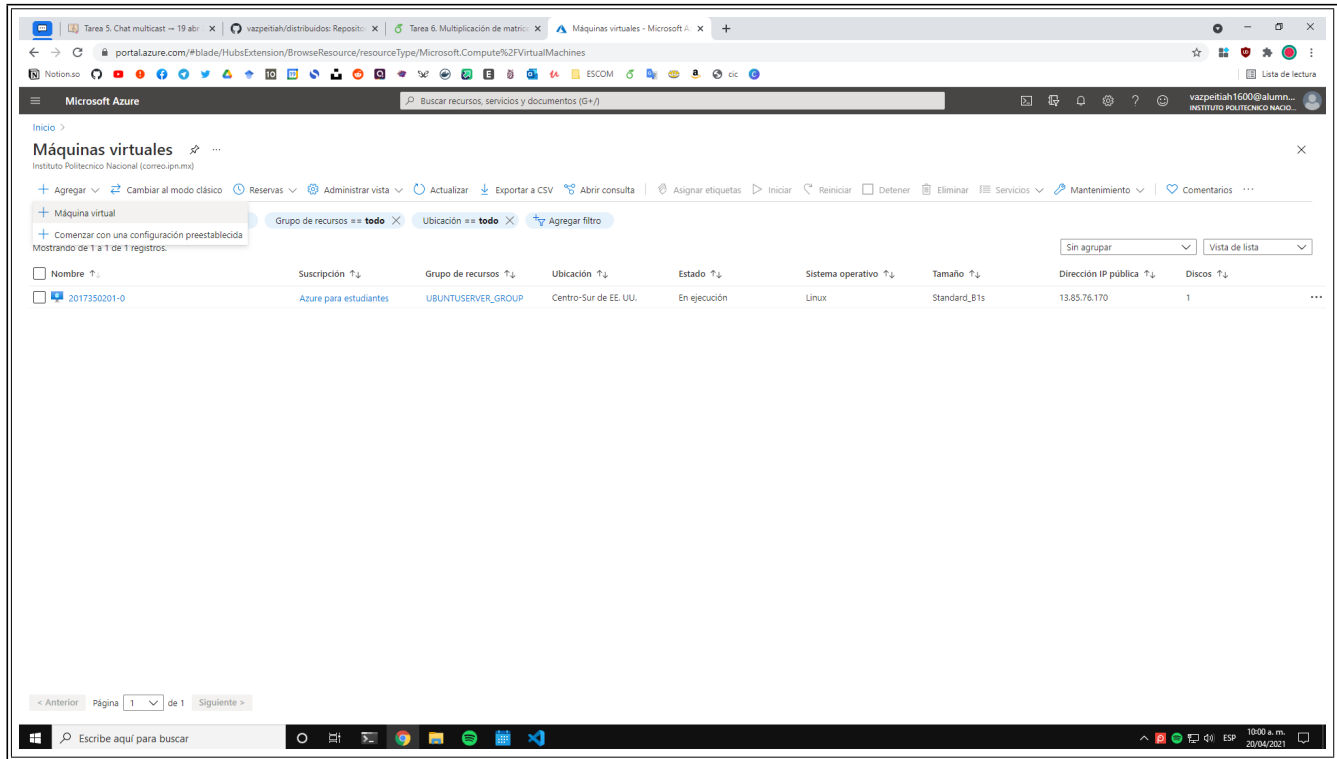 Tarea 5. Chat multicast — 19 abr
vazpeitiah/distribuidos: Reposito
Tarea 6. Multiplicación de matric
Máquinas virtuales - Microsoft A
portal.azure.com/#blade/HubsExtension/BrowseResource/resourceType/Microsoft.Compute%2FVirtualMachines
Notion.so
ESCOM
cic
Lista de lectura
Microsoft Azure
Buscar recursos, servicios y documentos (G+/)
vazpeitiah1600@alumn...
INSTITUTO POLITECNICO NACIO...
Inicio >
Máquinas virtuales
Instituto Politecnico Nacional (correo.ipn.mx)
Agregar
Cambiar al modo clásico
Reservas
Administrar vista
Actualizar
Exportar a CSV
Abrir consulta
Asignar etiquetas
Iniciar
Reiniciar
Detener
Eliminar
Servicios
Mantenimiento
Comentarios
Máquina virtual
Comenzar con una configuración preestablecida
Grupo de recursos == todo
Ubicación == todo
Agregar filtro
Mostrando de 1 a 1 de 1 registros.
Sin agrupar
Vista de lista
Nombre
Suscripción
Grupo de recursos
Ubicación
Estado
Sistema operativo
Tamaño
Dirección IP pública
Discos
2017350201-0
Azure para estudiantes
UBUNTUSERVER_GROUP
Centro-Sur de EE. UU.
En ejecución
Linux
Standard_B1s
13.85.76.170
1
< Anterior
Página
1
de 1
Siguiente >
Escribe aquí para buscar
ESP
10:00 a. m.
20/04/2021